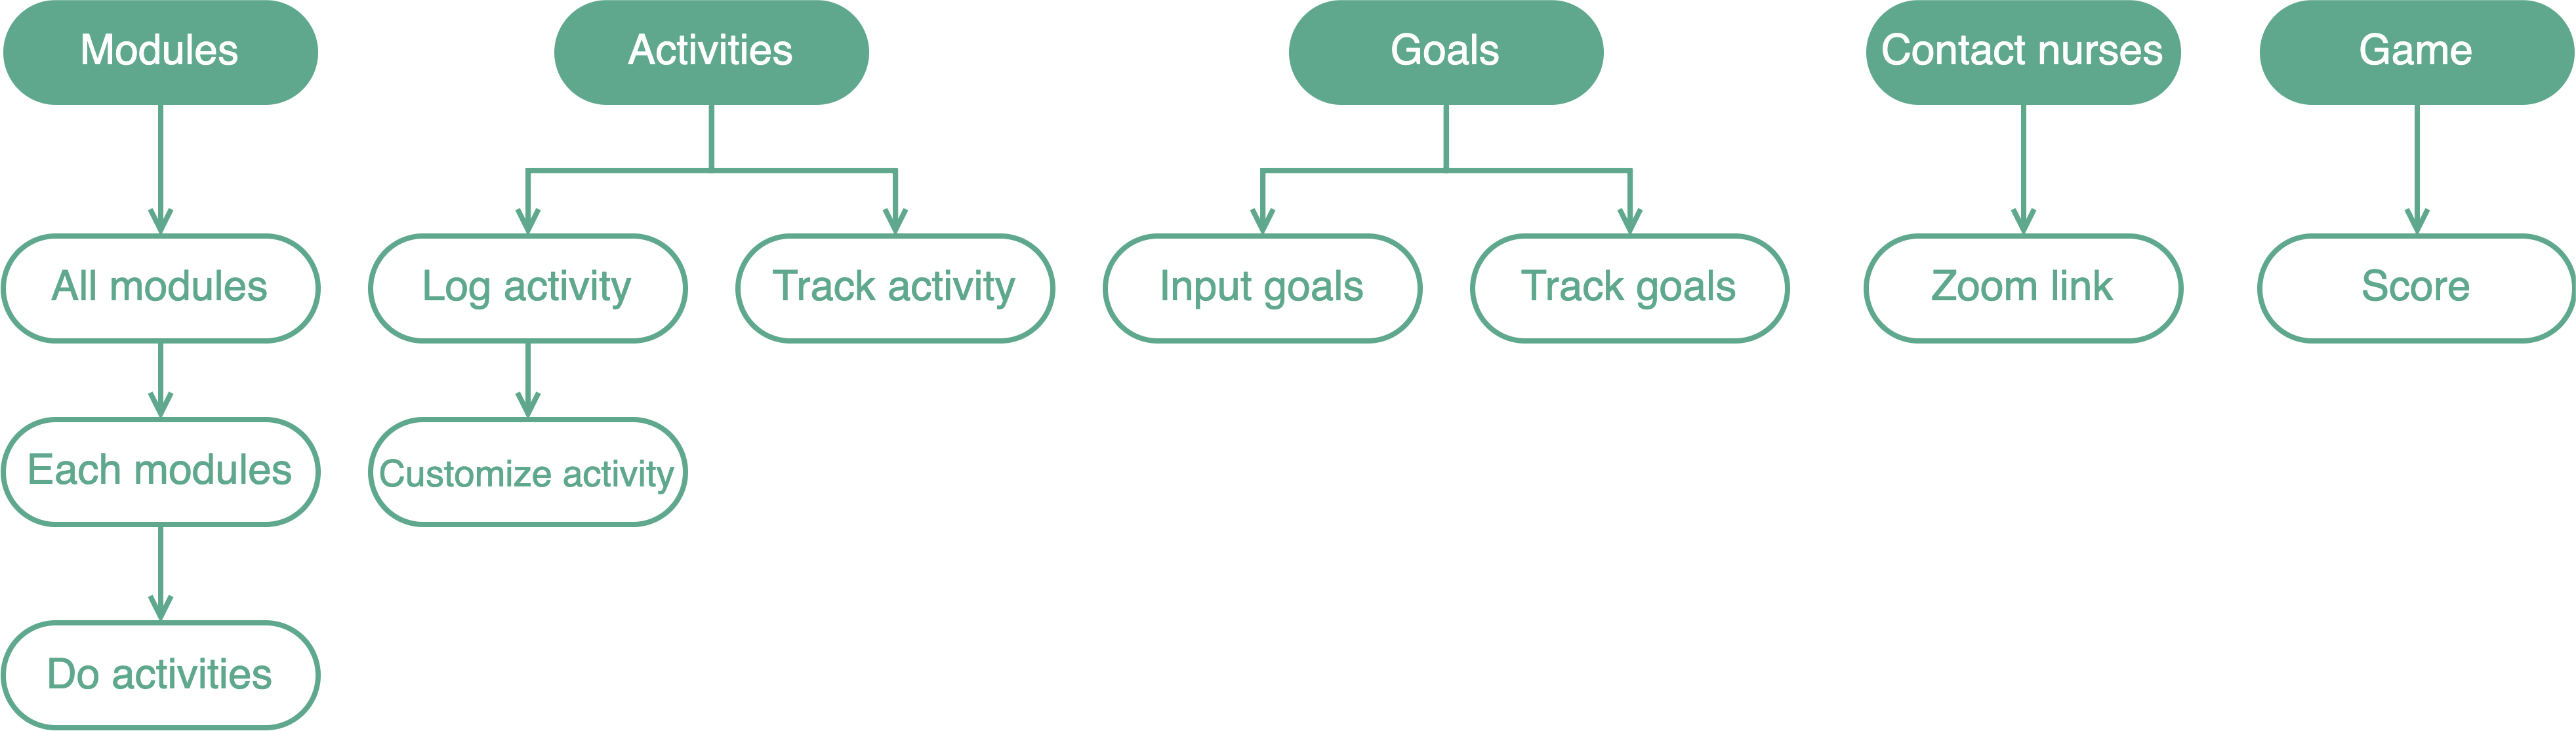 Modules
Activities
Goals
Contact nurses
Game
All modules
Log activity
Track activity
Input goals
Track goals
Zoom link
Score
Each modules
Customize activity
Do activities